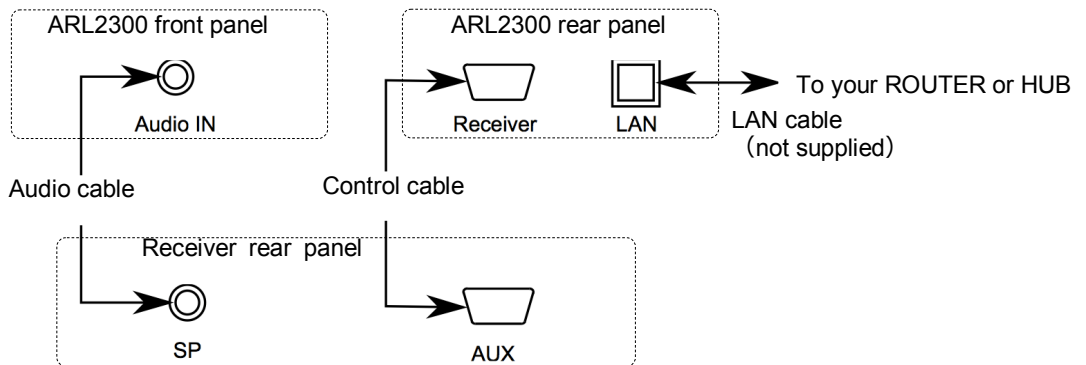 ARL2300 front panel
ARL2300 rear panel
To your ROUTER or HUB
Audio IN
Receiver
LAN
LAN cable
（not supplied）
Audio cable
Control cable
Receiver rear panel
SP
AUX